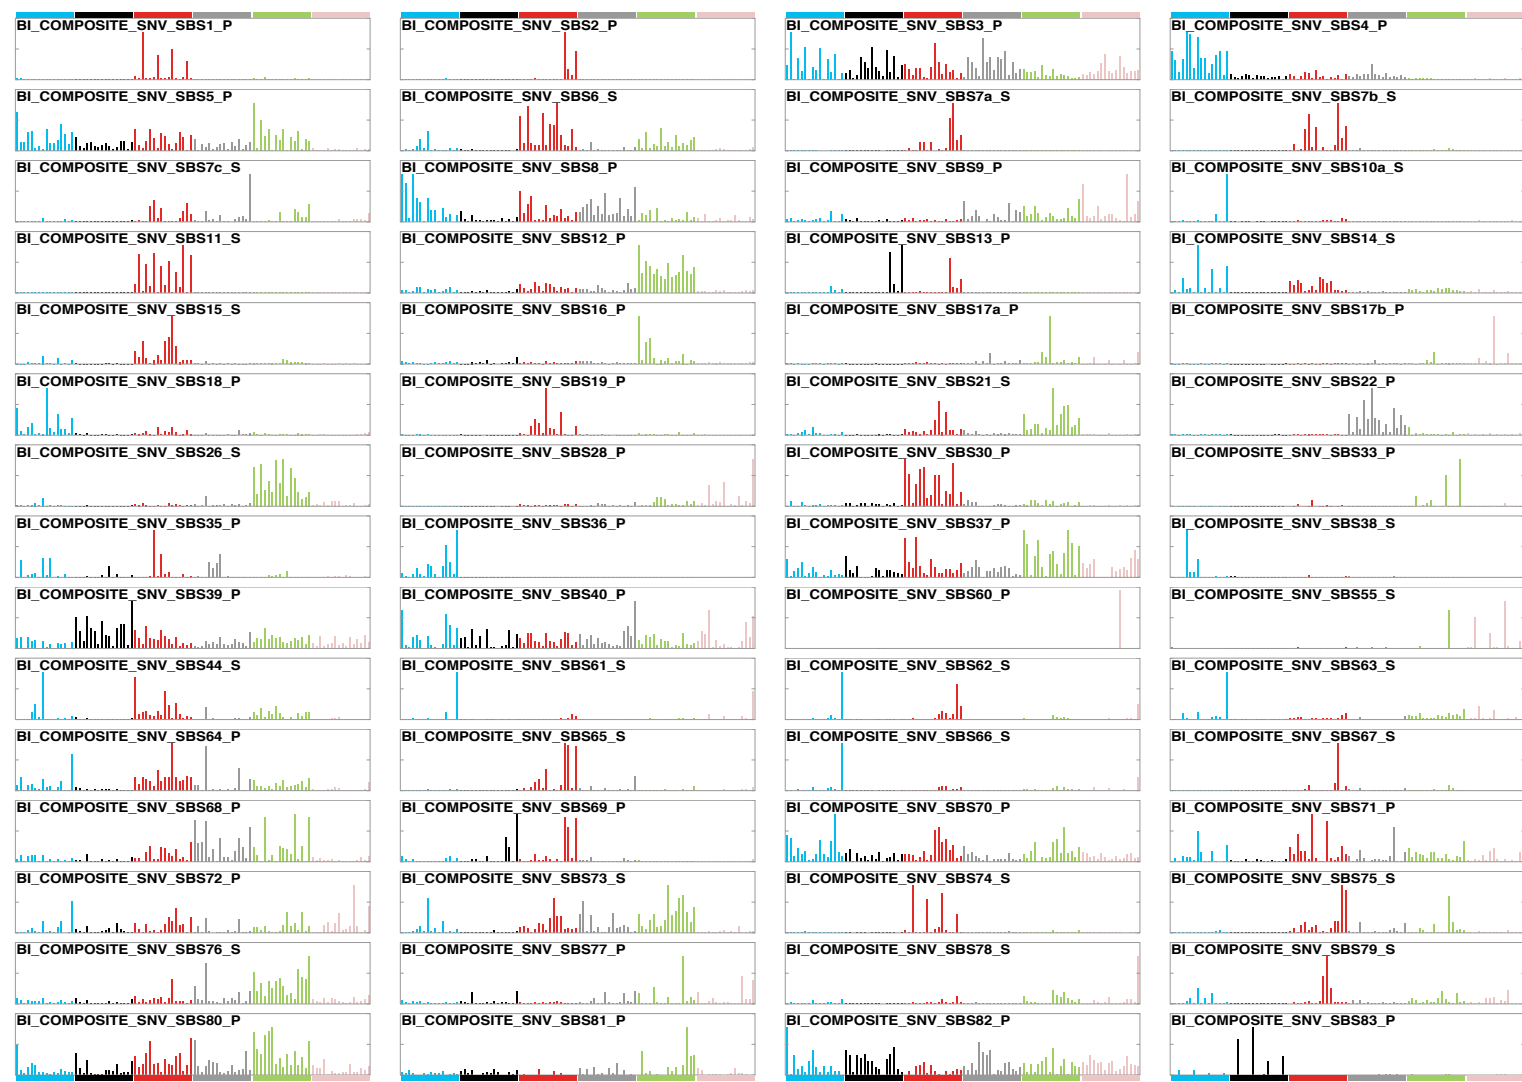 BI_COMPOSITE_SNV_SBS1_P
BI_COMPOSITE_SNV_SBS2_P
BI_COMPOSITE_SNV_SBS3_P
BI_COMPOSITE_SNV_SBS4_P
BI_COMPOSITE_SNV_SBS5_P
BI_COMPOSITE_SNV_SBS6_S
BI_COMPOSITE_SNV_SBS7a_S
BI_COMPOSITE_SNV_SBS7b_S
BI_COMPOSITE_SNV_SBS7c_S
BI_COMPOSITE_SNV_SBS8_P
BI_COMPOSITE_SNV_SBS9_P
BI_COMPOSITE_SNV_SBS10a_S
BI_COMPOSITE_SNV_SBS11_S
BI_COMPOSITE_SNV_SBS12_P
BI_COMPOSITE_SNV_SBS13_P
BI_COMPOSITE_SNV_SBS14_S
BI_COMPOSITE_SNV_SBS15_S
BI_COMPOSITE_SNV_SBS16_P
BI_COMPOSITE_SNV_SBS17a_P
BI_COMPOSITE_SNV_SBS17b_P
BI_COMPOSITE_SNV_SBS18_P
BI_COMPOSITE_SNV_SBS19_P
BI_COMPOSITE_SNV_SBS21_S
BI_COMPOSITE_SNV_SBS22_P
BI_COMPOSITE_SNV_SBS26_S
BI_COMPOSITE_SNV_SBS28_P
BI_COMPOSITE_SNV_SBS30_P
BI_COMPOSITE_SNV_SBS33_P
BI_COMPOSITE_SNV_SBS35_P
BI_COMPOSITE_SNV_SBS36_P
BI_COMPOSITE_SNV_SBS37_P
BI_COMPOSITE_SNV_SBS38_S
BI_COMPOSITE_SNV_SBS39_P
BI_COMPOSITE_SNV_SBS40_P
BI_COMPOSITE_SNV_SBS60_P
BI_COMPOSITE_SNV_SBS55_S
BI_COMPOSITE_SNV_SBS44_S
BI_COMPOSITE_SNV_SBS61_S
BI_COMPOSITE_SNV_SBS62_S
BI_COMPOSITE_SNV_SBS63_S
BI_COMPOSITE_SNV_SBS64_P
BI_COMPOSITE_SNV_SBS65_S
BI_COMPOSITE_SNV_SBS66_S
BI_COMPOSITE_SNV_SBS67_S
BI_COMPOSITE_SNV_SBS68_P
BI_COMPOSITE_SNV_SBS69_P
BI_COMPOSITE_SNV_SBS70_P
BI_COMPOSITE_SNV_SBS71_P
BI_COMPOSITE_SNV_SBS72_P
BI_COMPOSITE_SNV_SBS73_S
BI_COMPOSITE_SNV_SBS74_S
BI_COMPOSITE_SNV_SBS75_S
BI_COMPOSITE_SNV_SBS76_S
BI_COMPOSITE_SNV_SBS77_P
BI_COMPOSITE_SNV_SBS78_S
BI_COMPOSITE_SNV_SBS79_S
BI_COMPOSITE_SNV_SBS80_P
BI_COMPOSITE_SNV_SBS81_P
BI_COMPOSITE_SNV_SBS82_P
BI_COMPOSITE_SNV_SBS83_P